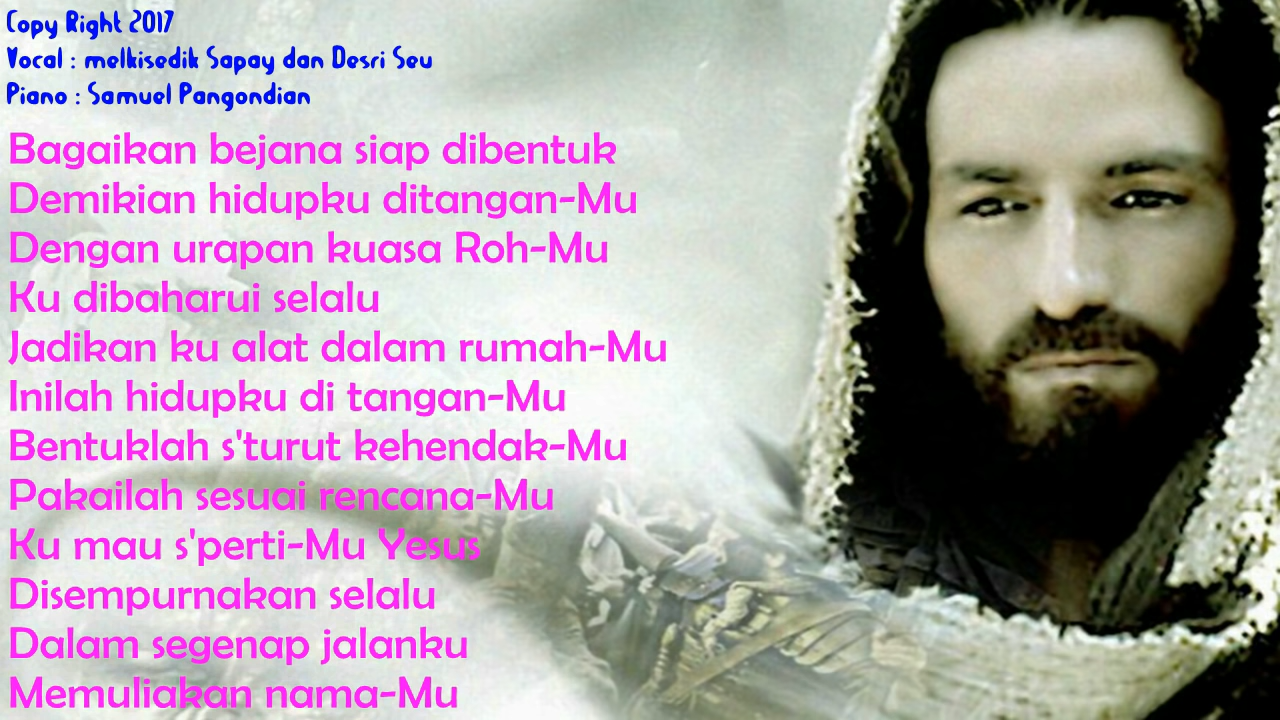 Copy Right 2017
Vocal : melkisedik Sapay dan Desri Seu
Piano : Samuel Pangondian
Bagaikan bejana siap dibentuk
Demikian hidupku ditangan-Mu
Dengan urapan kuasa Roh-Mu
Ku dibaharui selalu
Jadikan ku alat dalam rumah-Mu
Inilah hidupku di tangan-Mu
Bentuklah s'turut kehendak-Mu
Pakailah sesuai rencana-Mu
Ku mau s'perti-Mu Yesus
Disempurnakan selalu
Dalam segenap jalanku
Memuliakan nama-Mu